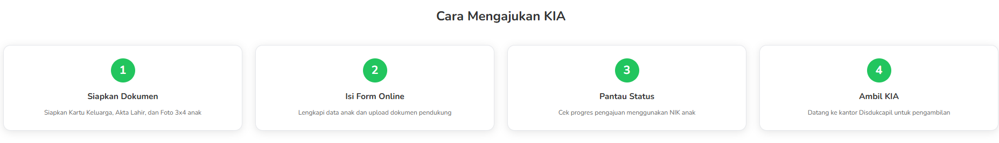 Cara Mengajukan KIA
1
Siapkan Dokumen
Siapkan Kartu Keluarga, Akta Lahir, dan Foto 3x4 anak
2
Isi Form Online
Lengkapi data anak dan upload dokumen pendukung
3
Pantau Status
Cek progres pengajuan menggunakan NIK anak
4
Ambil KIA
Datang ke kantor Disdukcapil untuk pengambilan